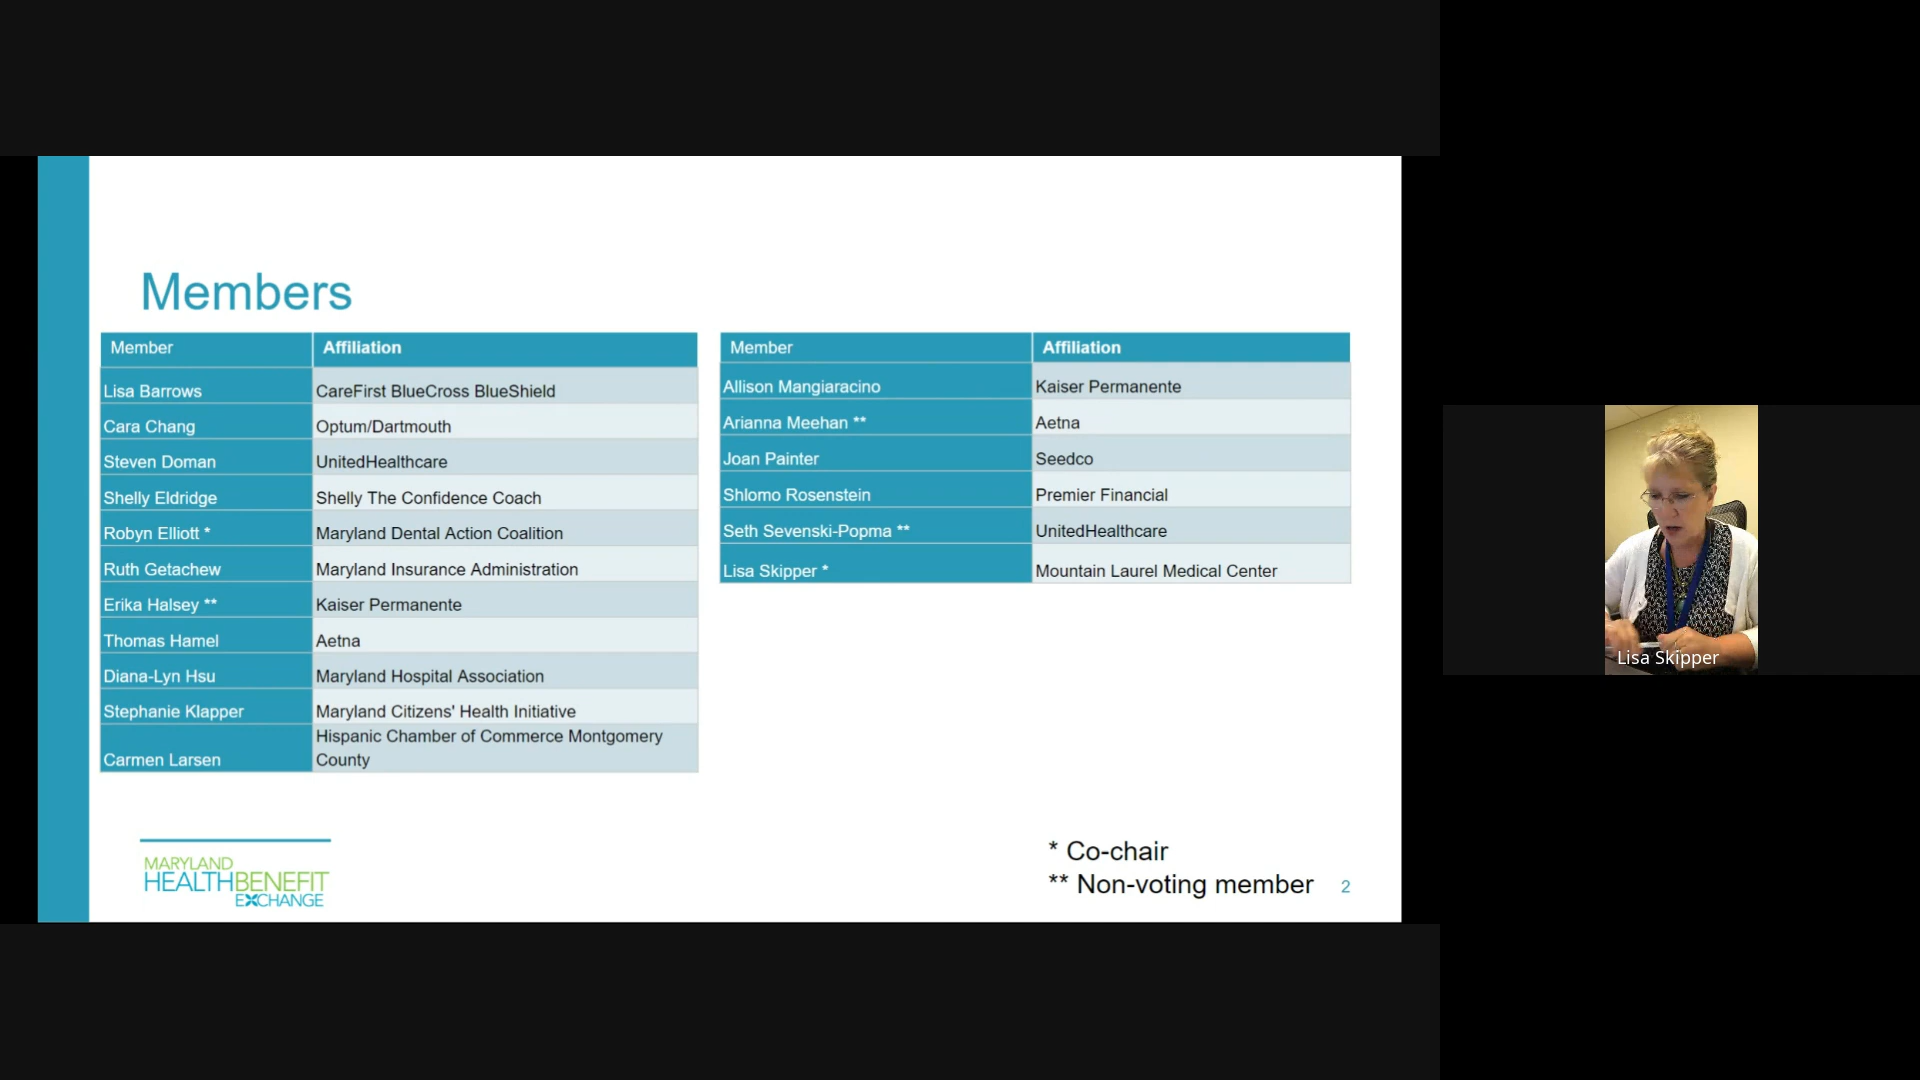 Members
Member Affiliation
Lisa Barrows CareFirst BlueCross BlueShield
Cara Chang Optum/Dartmouth
Steven Doman UnitedHealthcare
Shelly Eldridge Shelly The Confidence Coach
Robyn Elliott * Maryland Dental Action Coalition
Ruth Getachew Maryland Insurance Administration
Erika Halsey ** Kaiser Permanente
Thomas Hamel Aetna
Diana-Lyn Hsu Maryland Hospital Association
Stephanie Klapper Maryland Citizens' Health Initiative
Carmen Larsen Hispanic Chamber of Commerce Montgomery
County
Member Affiliation
Allison Mangiaracino Kaiser Permanente
Arianna Meehan ** Aetna
Joan Painter Seedco
Shlomo Rosenstein Premier Financial
Seth Sevenski-Popma ** UnitedHealthcare
Lisa Skipper * Mountain Laurel Medical Center
MARYLAND
HEALTHBENEFIT
EXCHANGE
* Co-chair
** Non-voting member 2
Lisa Skipper